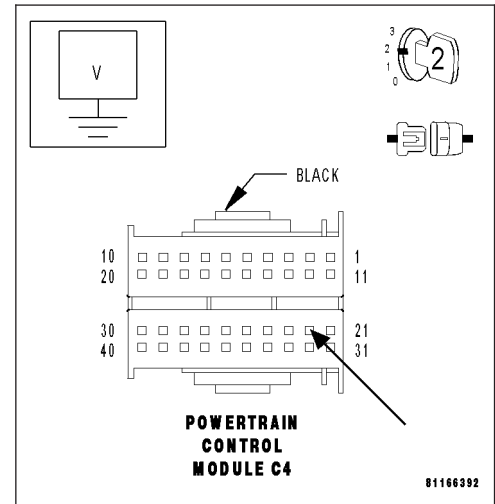 V
3
2
1
0
2
BLACK
10 1
20 11
30 21
40 31
POWERTRAIN
CONTROL
MODULE C4
81166392